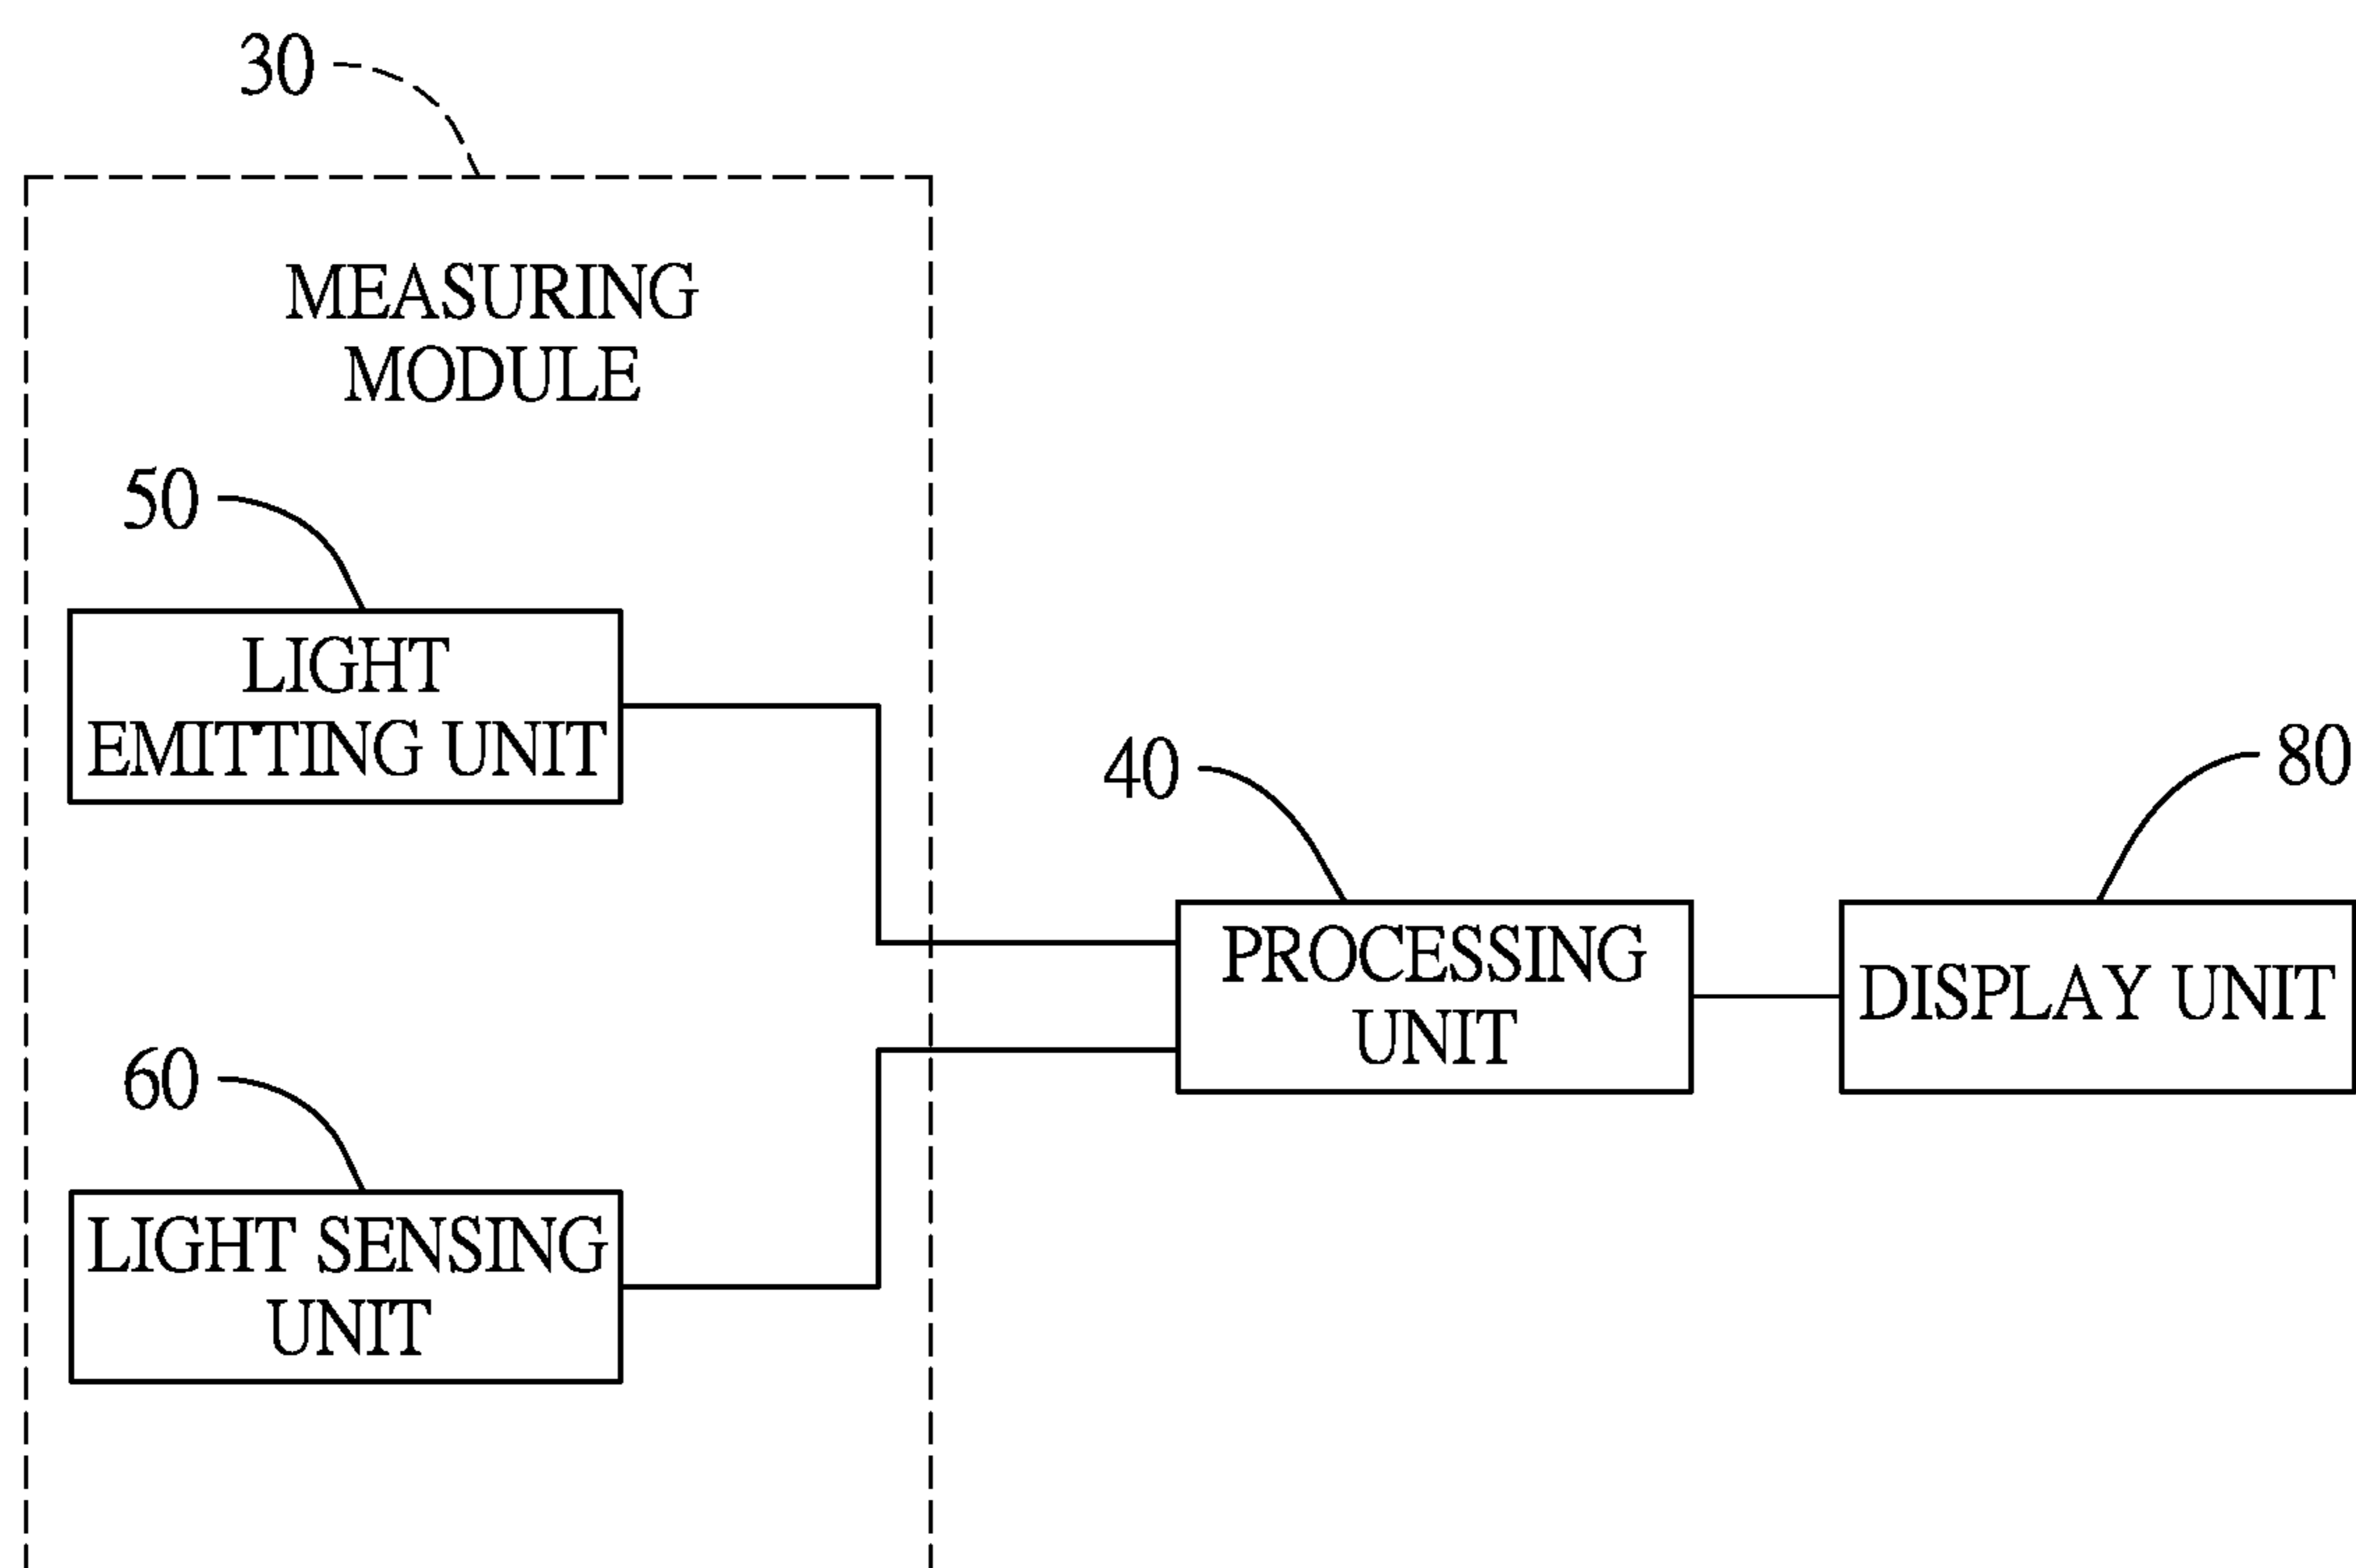 30
MEASURING
MODULE
50
LIGHT
EMITTING UNIT
40
80
PROCESSING
UNIT
DISPLAY UNIT
60
LIGHT SENSING
UNIT